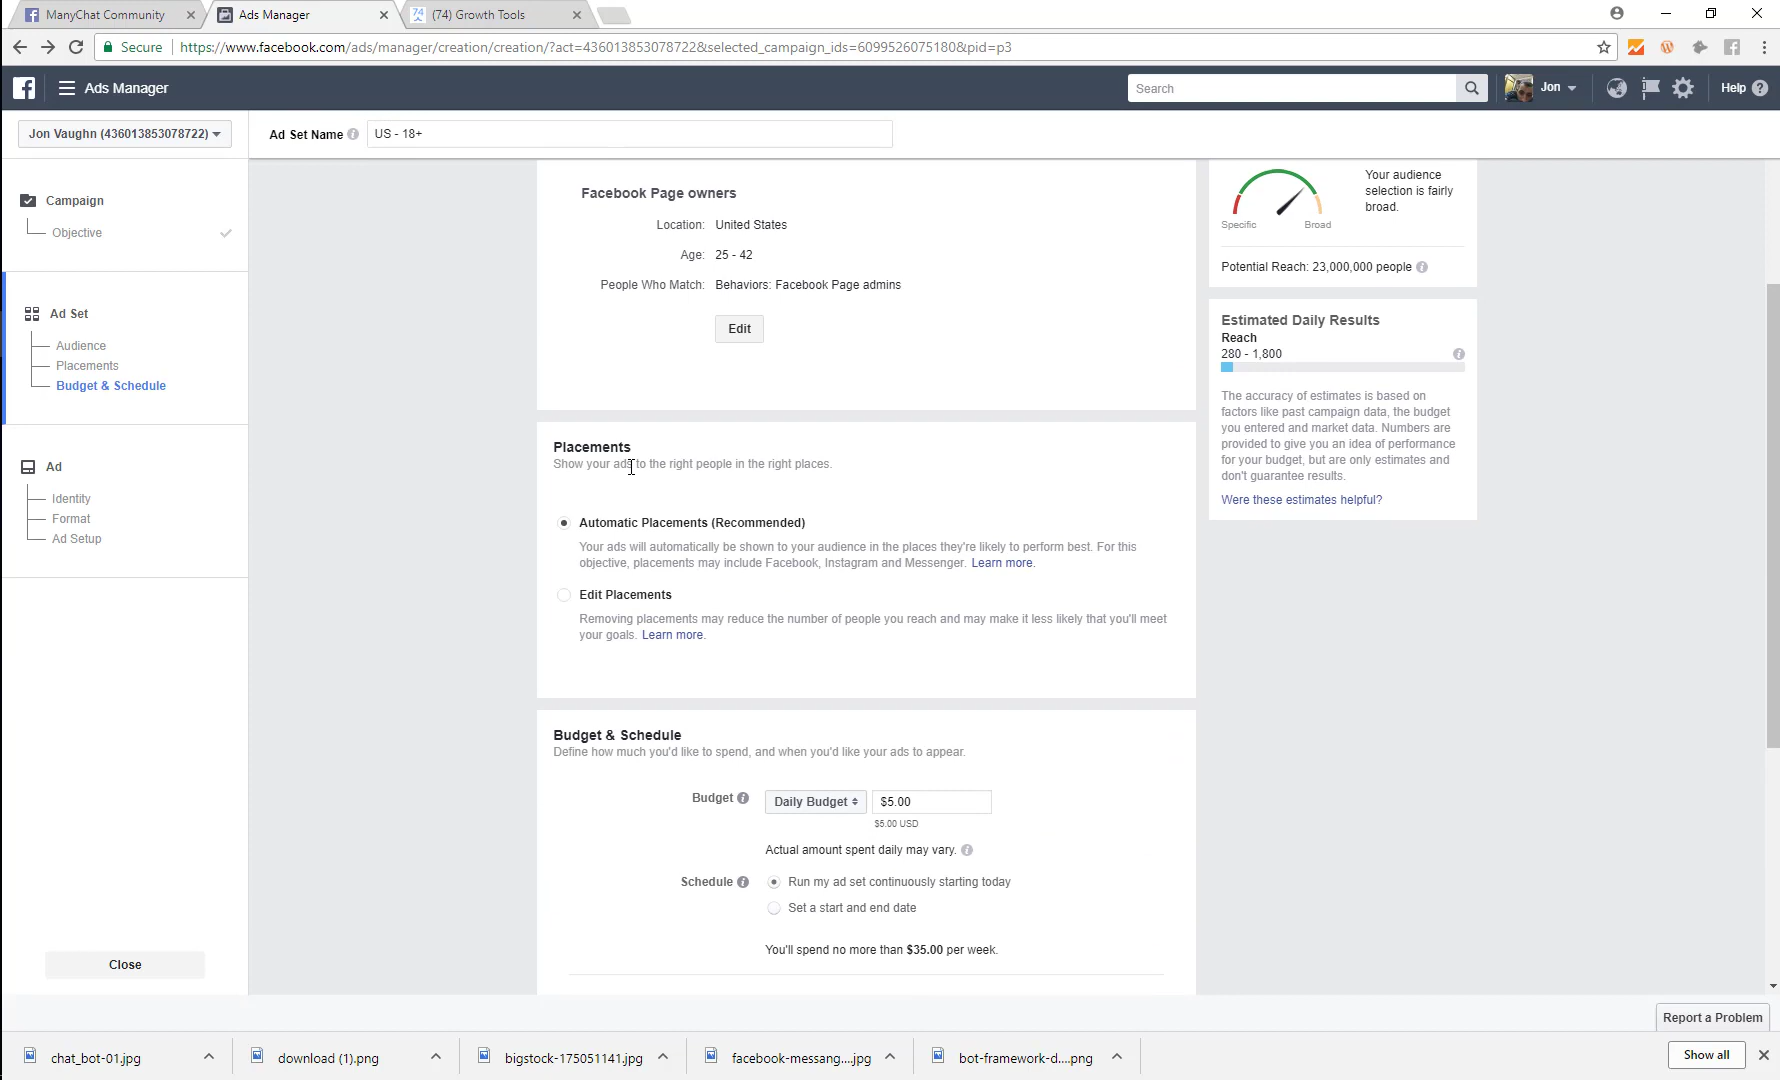 ManyChat Community
Ads Manager
(74) Growth Tools
Secure
https://www.facebook.com/ads/manager/creation/creation/?act=436013853078722&selected_campaign_ids=6099526075180&pid=p3
Ads Manager
Search
Jon
Help
Jon Vaughn (436013853078722)
Ad Set Name
US - 18+
Campaign
Objective
Ad Set
Audience
Placements
Budget & Schedule
Ad
Identity
Format
Ad Setup
Close
Facebook Page owners
Location: United States
Age: 25 - 42
People Who Match: Behaviors: Facebook Page admins
Edit
Placements
Show your ads to the right people in the right places.
Automatic Placements (Recommended)
Your ads will automatically be shown to your audience in the places they're likely to perform best. For this
objective, placements may include Facebook, Instagram and Messenger. Learn more.
Edit Placements
Removing placements may reduce the number of people you reach and may make it less likely that you'll meet
your goals. Learn more.
Budget & Schedule
Define how much you'd like to spend, and when you'd like your ads to appear.
Budget
Daily Budget
$5.00
$5.00 USD
Actual amount spent daily may vary.
Schedule
Run my ad set continuously starting today
Set a start and end date
You'll spend no more than $35.00 per week.
Your audience
selection is fairly
broad.
Specific
Broad
Potential Reach: 23,000,000 people
Estimated Daily Results
Reach
280 - 1,800
The accuracy of estimates is based on
factors like past campaign data, the budget
you entered and market data. Numbers are
provided to give you an idea of performance
for your budget, but are only estimates and
don't guarantee results.
Were these estimates helpful?
Report a Problem
chat_bot-01.jpg
download (1).png
bigstock-175051141.jpg
facebook-messang....jpg
bot-framework-d....png
Show all